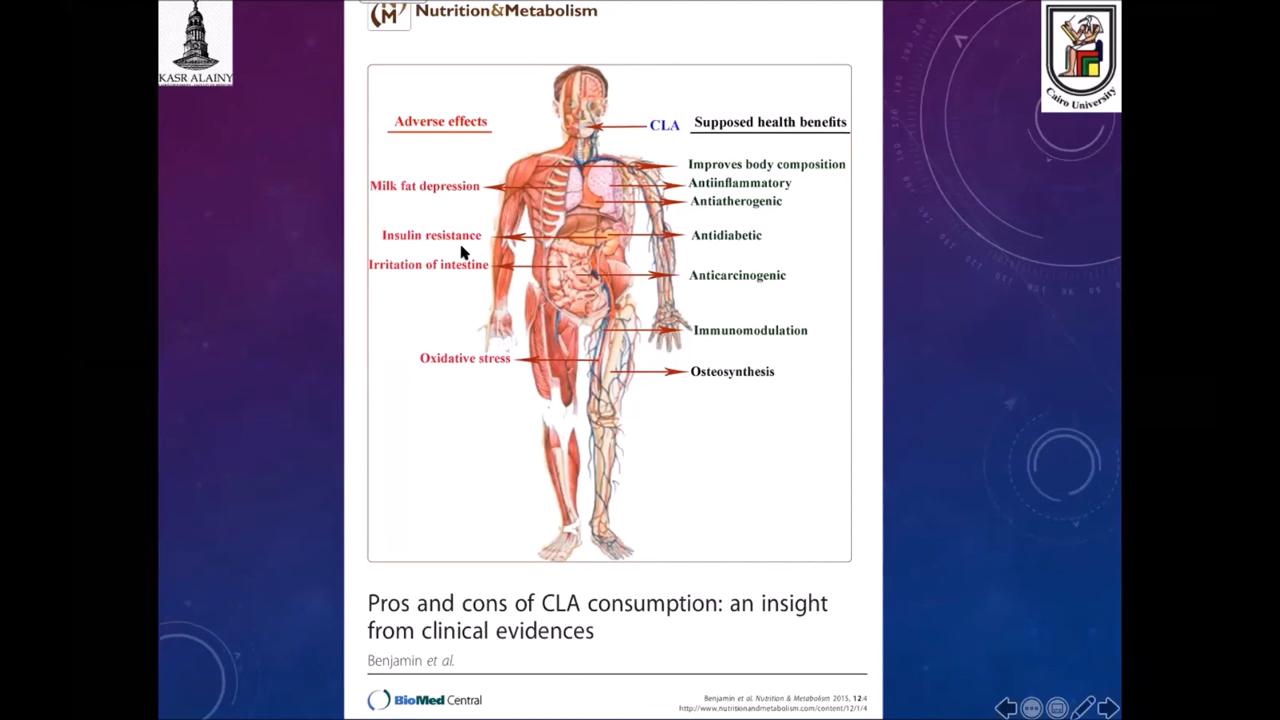 KASR ALAINY
Nutrition&Metabolism
Cairo University
Adverse effects
CLA
Supposed health benefits
Improves body composition
Milk fat depression
Antiinflammatory
Antiatherogenic
Insulin resistance
Antidiabetic
Irritation of intestine
Anticarcinogenic
Immunomodulation
Oxidative stress
Osteosynthesis
Pros and cons of CLA consumption: an insight
from clinical evidences
Benjamin et al.
BioMed Central
Benjamin et al. Nutrition & Metabolism 2015, 12:4
http://www.nutritionandmetabolism.com/content/12/1/4